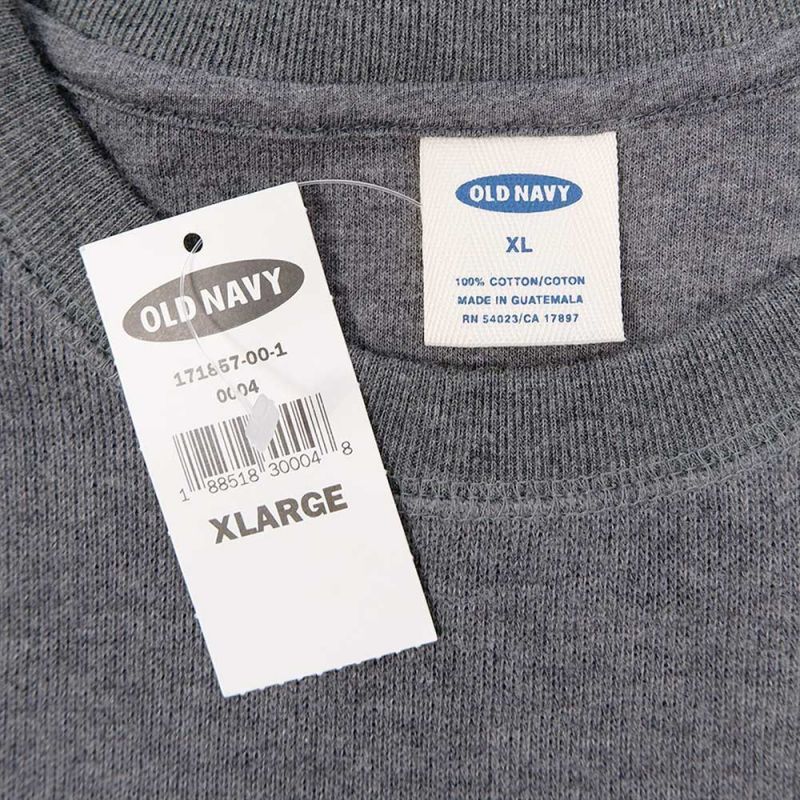 OLD NAVY
XL
100% COTTON/COTON
MADE IN GUATEMALA
RN 54023/CA 17897
OLD NAVY
171857-00-1
0004
1 88518 30004 8
XLARGE